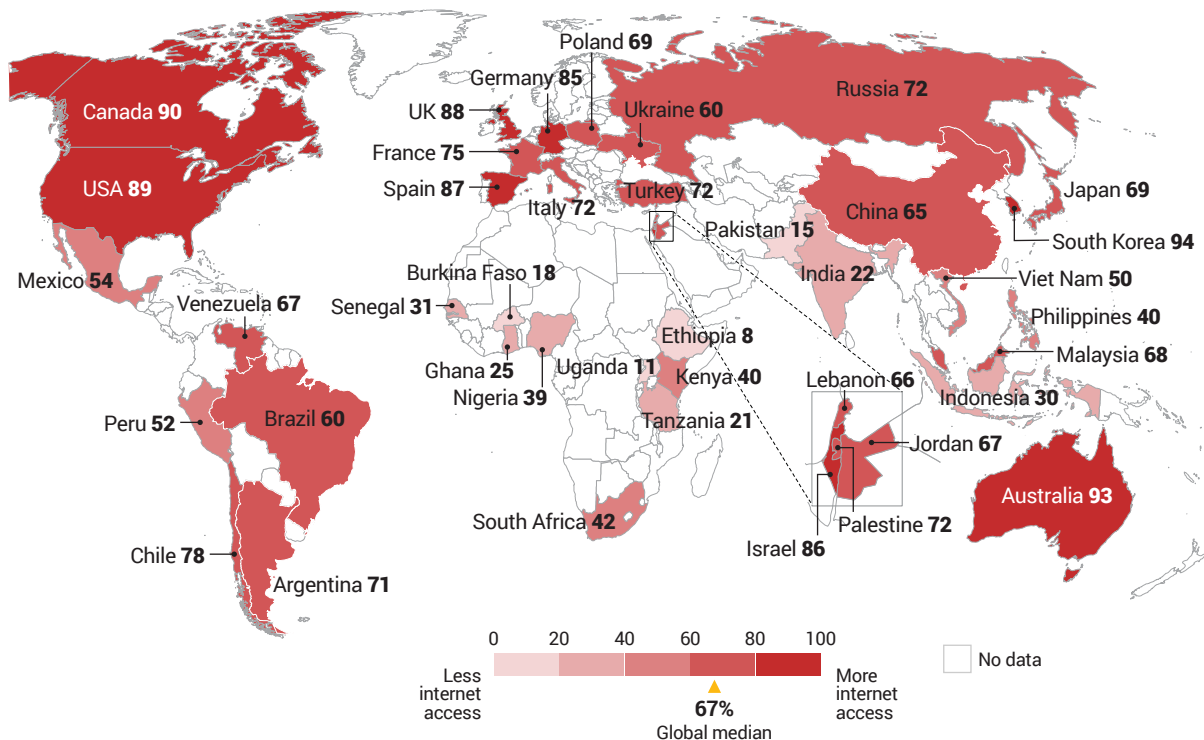 Poland 69
Germany 85
Canada 90
UK 88
Ukraine 60
Russia 72
France 75
USA 89
Spain 87
Italy 72
Turkey 72
China 65
Japan 69
Pakistan 15
South Korea 94
Mexico 54
Burkina Faso 18
India 22
Viet Nam 50
Venezuela 67
Senegal 31
Philippines 40
Ethiopia 8
Malaysia 68
Ghana 25
Uganda 11
Kenya 40
Lebanon 66
Indonesia 30
Nigeria 39
Peru 52
Brazil 60
Tanzania 21
Jordan 67
Australia 93
South Africa 42
Palestine 72
Israel 86
Chile 78
Argentina 71
0 20 40 60 80 100
Less
internet
access
More
internet
access
67%
Global median
No data